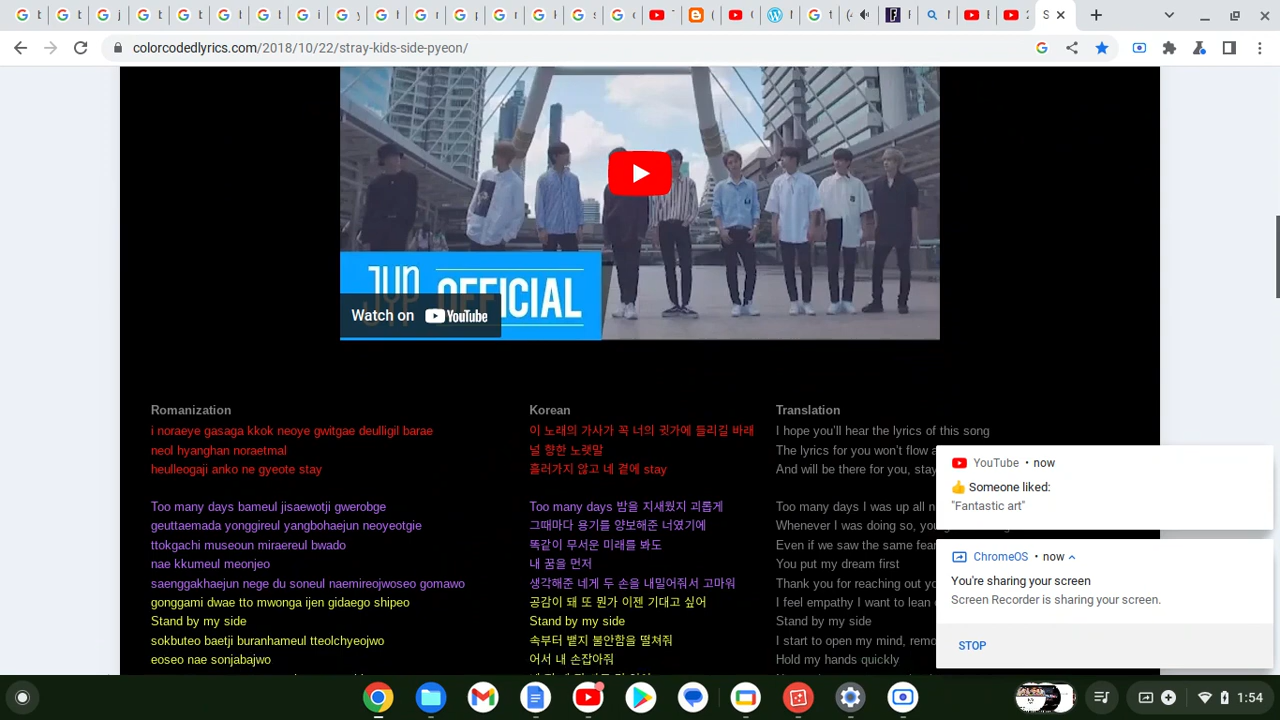 colorcodedlyrics.com/2018/10/22/stray-kids-side-pyeon/
OFFICIAL
Watch on YouTube
Romanization
i noraeye gasaga kkok neoye gwitgae deulligil barae
neol hyanghan noraetmal
heulleogaji anko ne gyeote stay
Too many days bameul jisaewotji gwerobge
geuttaemada yonggireul yangbohaejun neoyeotgie
ttokgachi museoun miraereul bwado
nae kkumeul meonjeo
saenggakhaejun nege du soneul naemireojwoseo gomawo
gonggami dwae tto mwonga ijen gidaego shipeo
Stand by my side
sokbuteo baetji buranhameul tteolchyeojwo
eoseo nae sonjabajwo
Korean
이 노래의 가사가 꼭 너의 귓가에 들리길 바래
널 향한 노랫말
흘러가지 않고 네 곁에 stay
Too many days 밤을 지새웠지 괴롭게
그때마다 용기를 양보해준 너였기에
똑같이 무서운 미래를 봐도
내 꿈을 먼저
생각해준 네게 두 손을 내밀어줘서 고마워
공감이 돼 또 뭔가 이젠 기대고 싶어
Stand by my side
속부터 뱉지 불안함을 떨쳐줘
어서 내 손잡아줘
Translation
I hope you'll hear the lyrics of this song
The lyrics for you won't flow
And will be there for you, stay
Too many days I was up all
Whenever I was doing so,
Even if we saw the same
You put my dream first
Thank you for reaching out
I feel empathy I want to lean
Stand by my side
I start to open my mind,
Hold my hands quickly
YouTube • now
👍 Someone liked:
"Fantastic art"
ChromeOS • now
You're sharing your screen
Screen Recorder is sharing your screen.
STOP
1:54